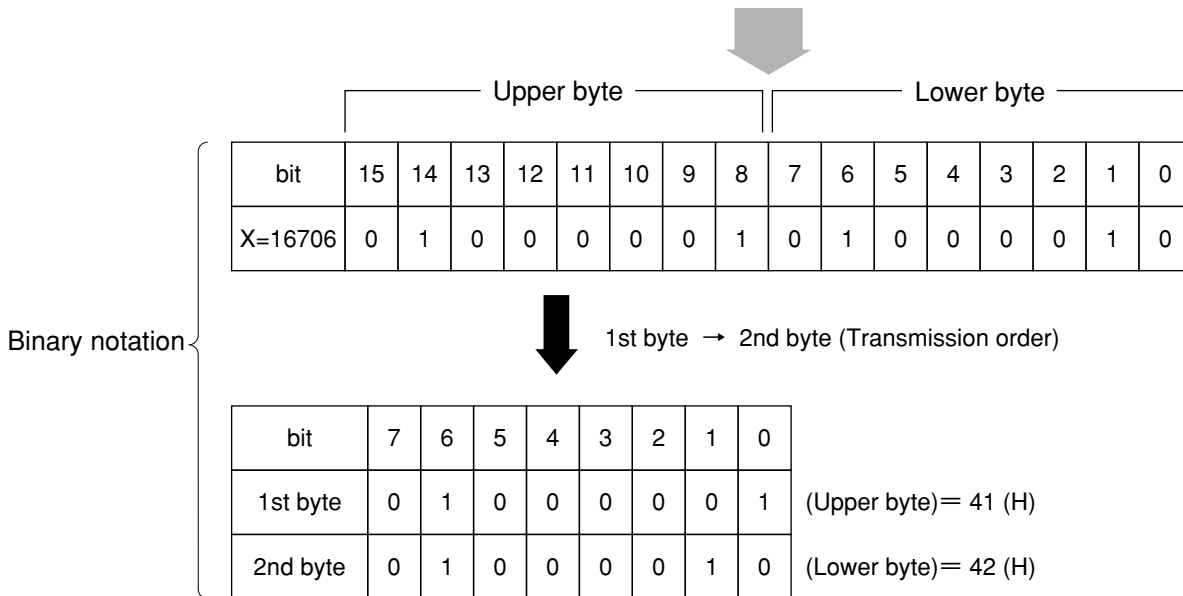 Upper byte Lower byte
bit 15 14 13 12 11 10 9 8 7 6 5 4 3 2 1 0
X=16706 0 1 0 0 0 0 0 1 0 1 0 0 0 0 1 0
Binary notation
1st byte → 2nd byte (Transmission order)
bit 7 6 5 4 3 2 1 0
1st byte 0 1 0 0 0 0 0 1 (Upper byte)＝ 41 (H)
2nd byte 0 1 0 0 0 0 1 0 (Lower byte)＝ 42 (H)